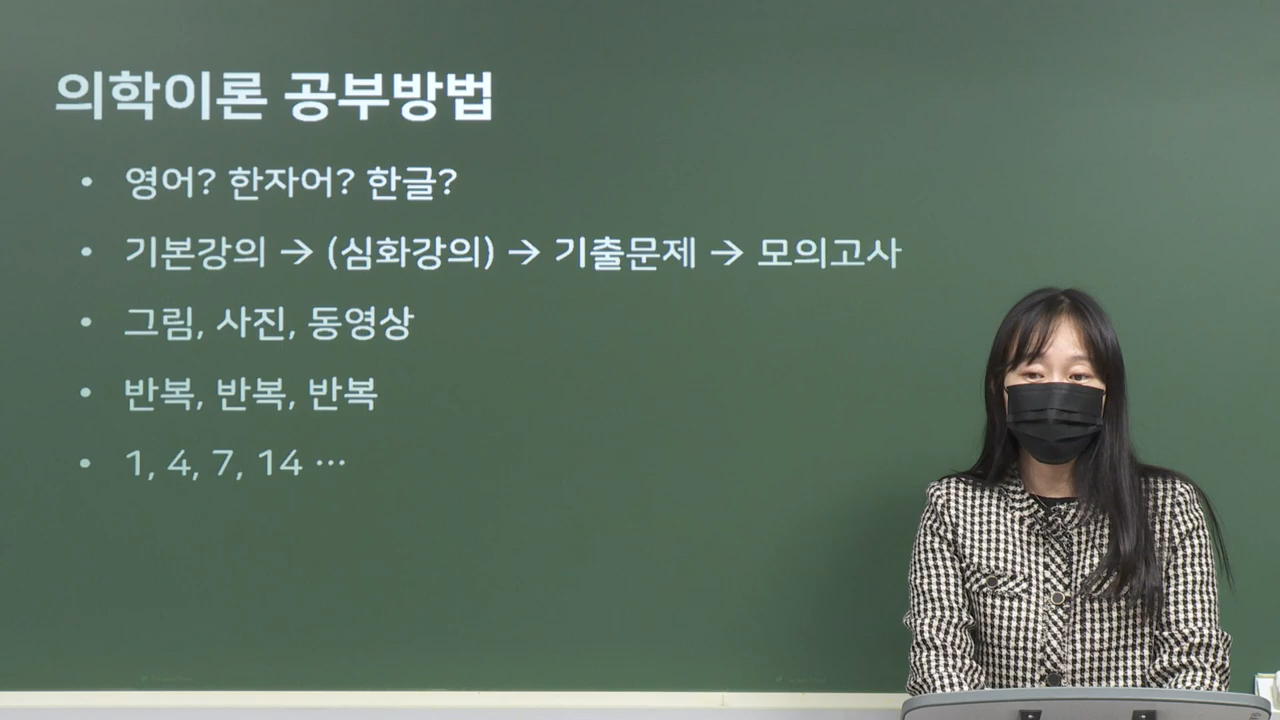 의학이론 공부방법
• 영어? 한자어? 한글?
• 기본강의 → (심화강의) → 기출문제 → 모의고사
• 그림, 사진, 동영상
• 반복, 반복, 반복
• 1, 4, 7, 14 ⋯